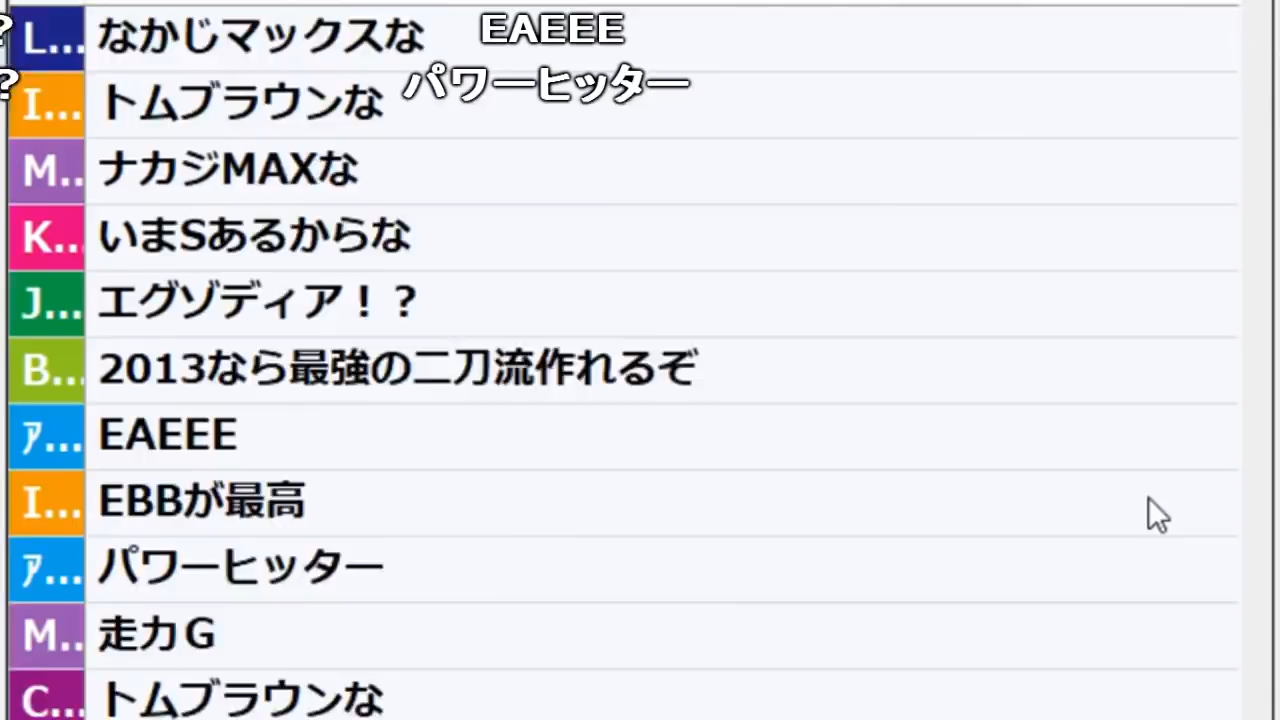 ?
L... なかじマックスな EAEEE
? パワーヒッター
I... トムブラウンな
M.. ナカジMAXな
K.. いまSあるからな
J... エグゾディア！？
B... 2013なら最強の二刀流作れるぞ
ｱ... EAEEE
I... EBBが最高
ｱ... パワーヒッター
M.. 走力Ｇ
C... トムブラウンな